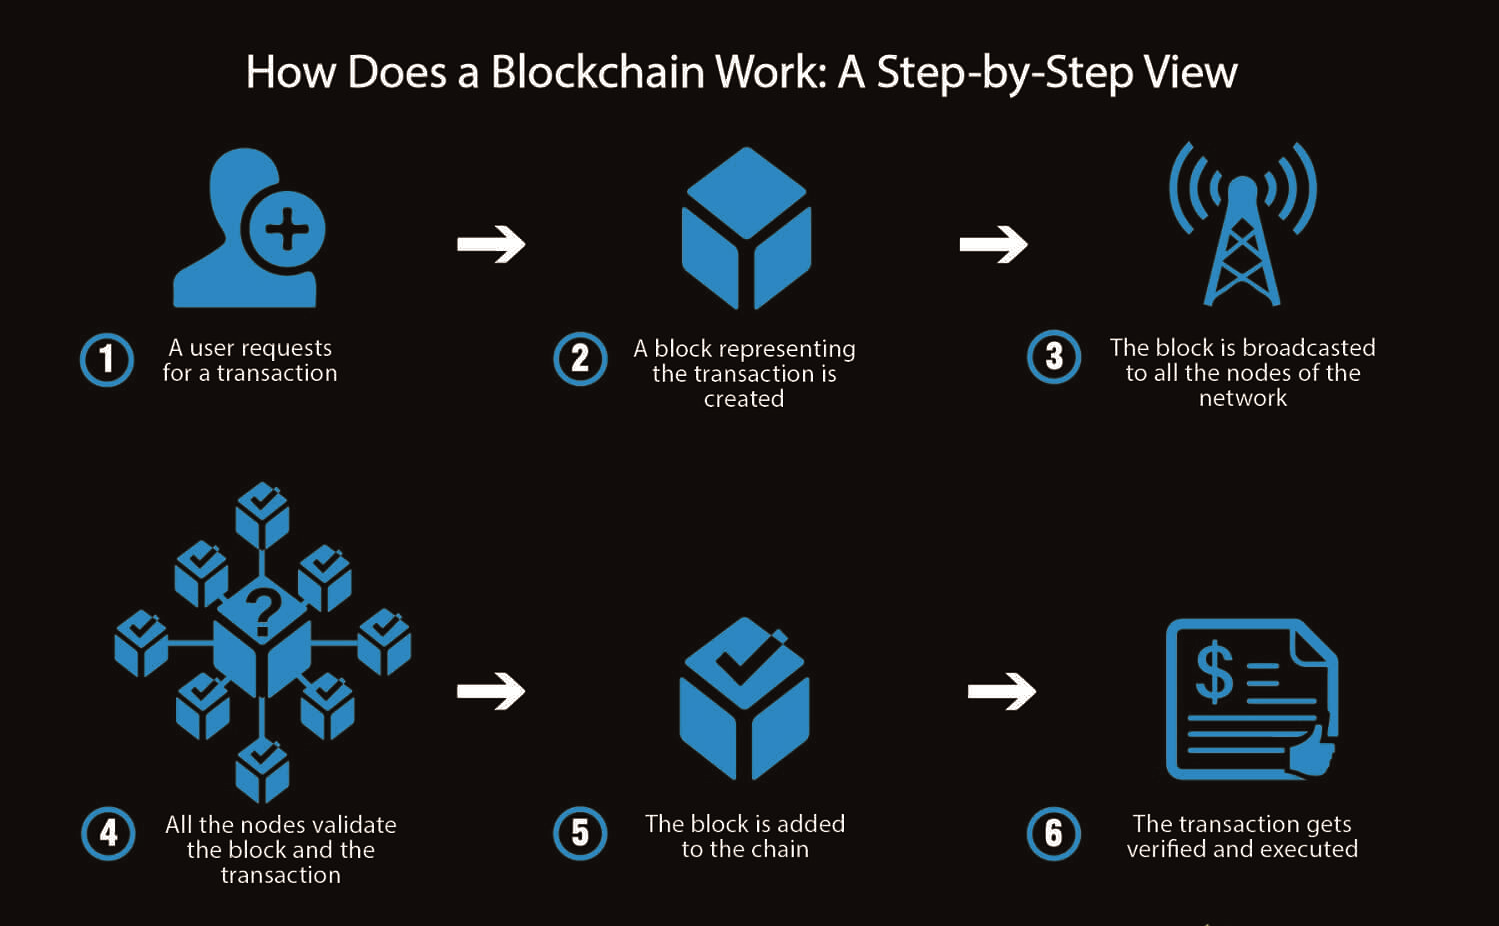 How Does a Blockchain Work: A Step-by-Step View
1
A user requests
for a transaction
2
A block representing
the transaction is
created
3
The block is broadcasted
to all the nodes of the
network
?
4
All the nodes validate
the block and the
transaction
5
The block is added
to the chain
$
6
The transaction gets
verified and executed